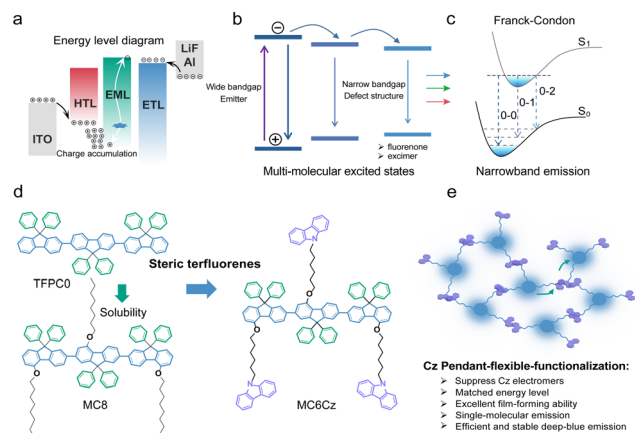 a
Energy level diagram
LiF
Al
HTL
EML
ETL
ITO
Charge accumulation
b
Wide bandgap
Emitter
Narrow bandgap
Defect structure
➢ fluorenone
➢ excimer
Multi-molecular excited states
c
Franck-Condon
S1
0-2
0-1
0-0
S0
Narrowband emission
d
TFPC0
Steric terfluorenes
Solubility
O
O
O
MC8
N
O
O
O
N
N
MC6Cz
e
Cz Pendant-flexible-functionalization:
➢ Suppress Cz electromers
➢ Matched energy level
➢ Excellent film-forming ability
➢ Single-molecular emission
➢ Efficient and stable deep-blue emission